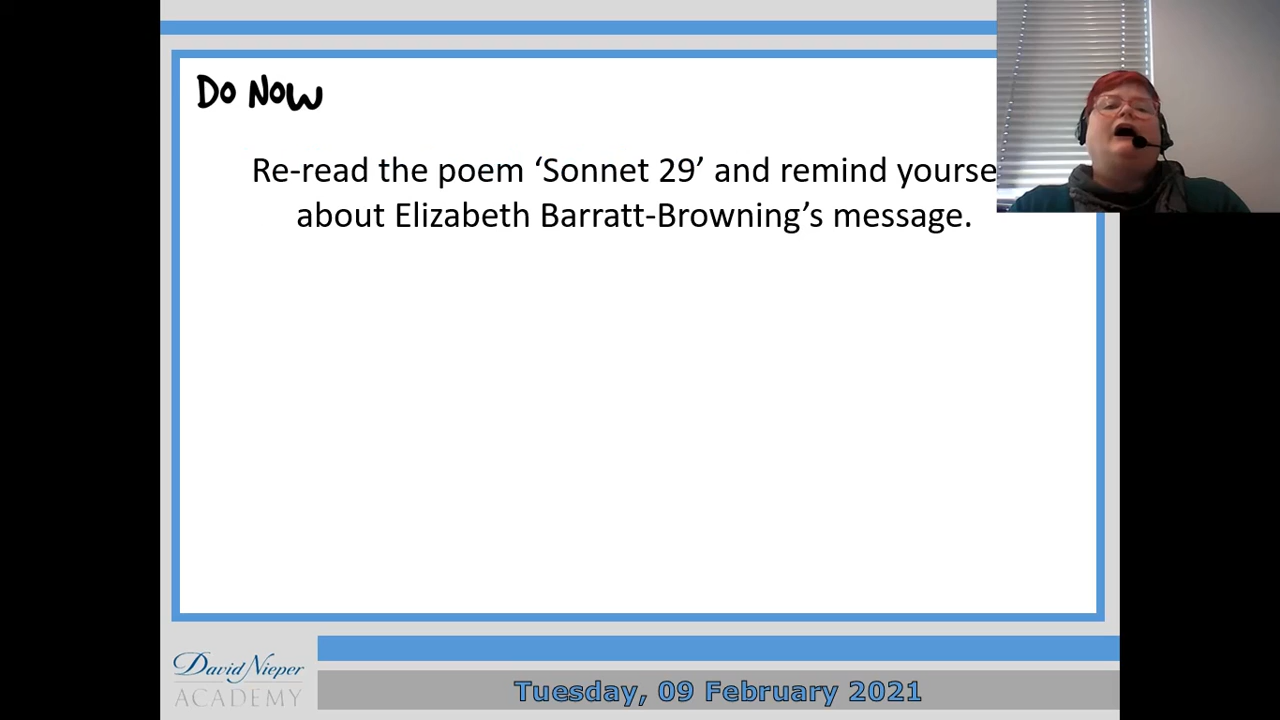 Do Now
Re-read the poem ‘Sonnet 29’ and remind yourse
about Elizabeth Barratt-Browning’s message.
David Nieper
ACADEMY
Tuesday, 09 February 2021